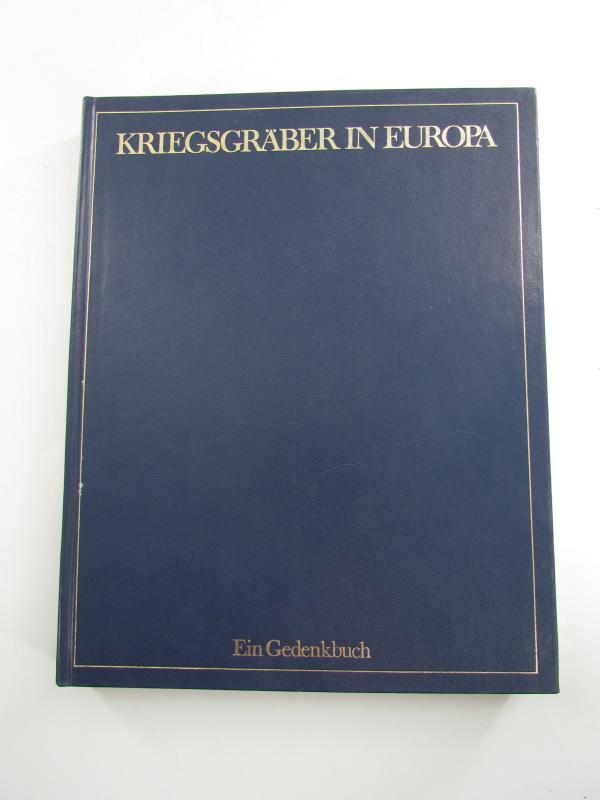 KRIEGSGRÄBER IN EUROPA
Ein Gedenkbuch